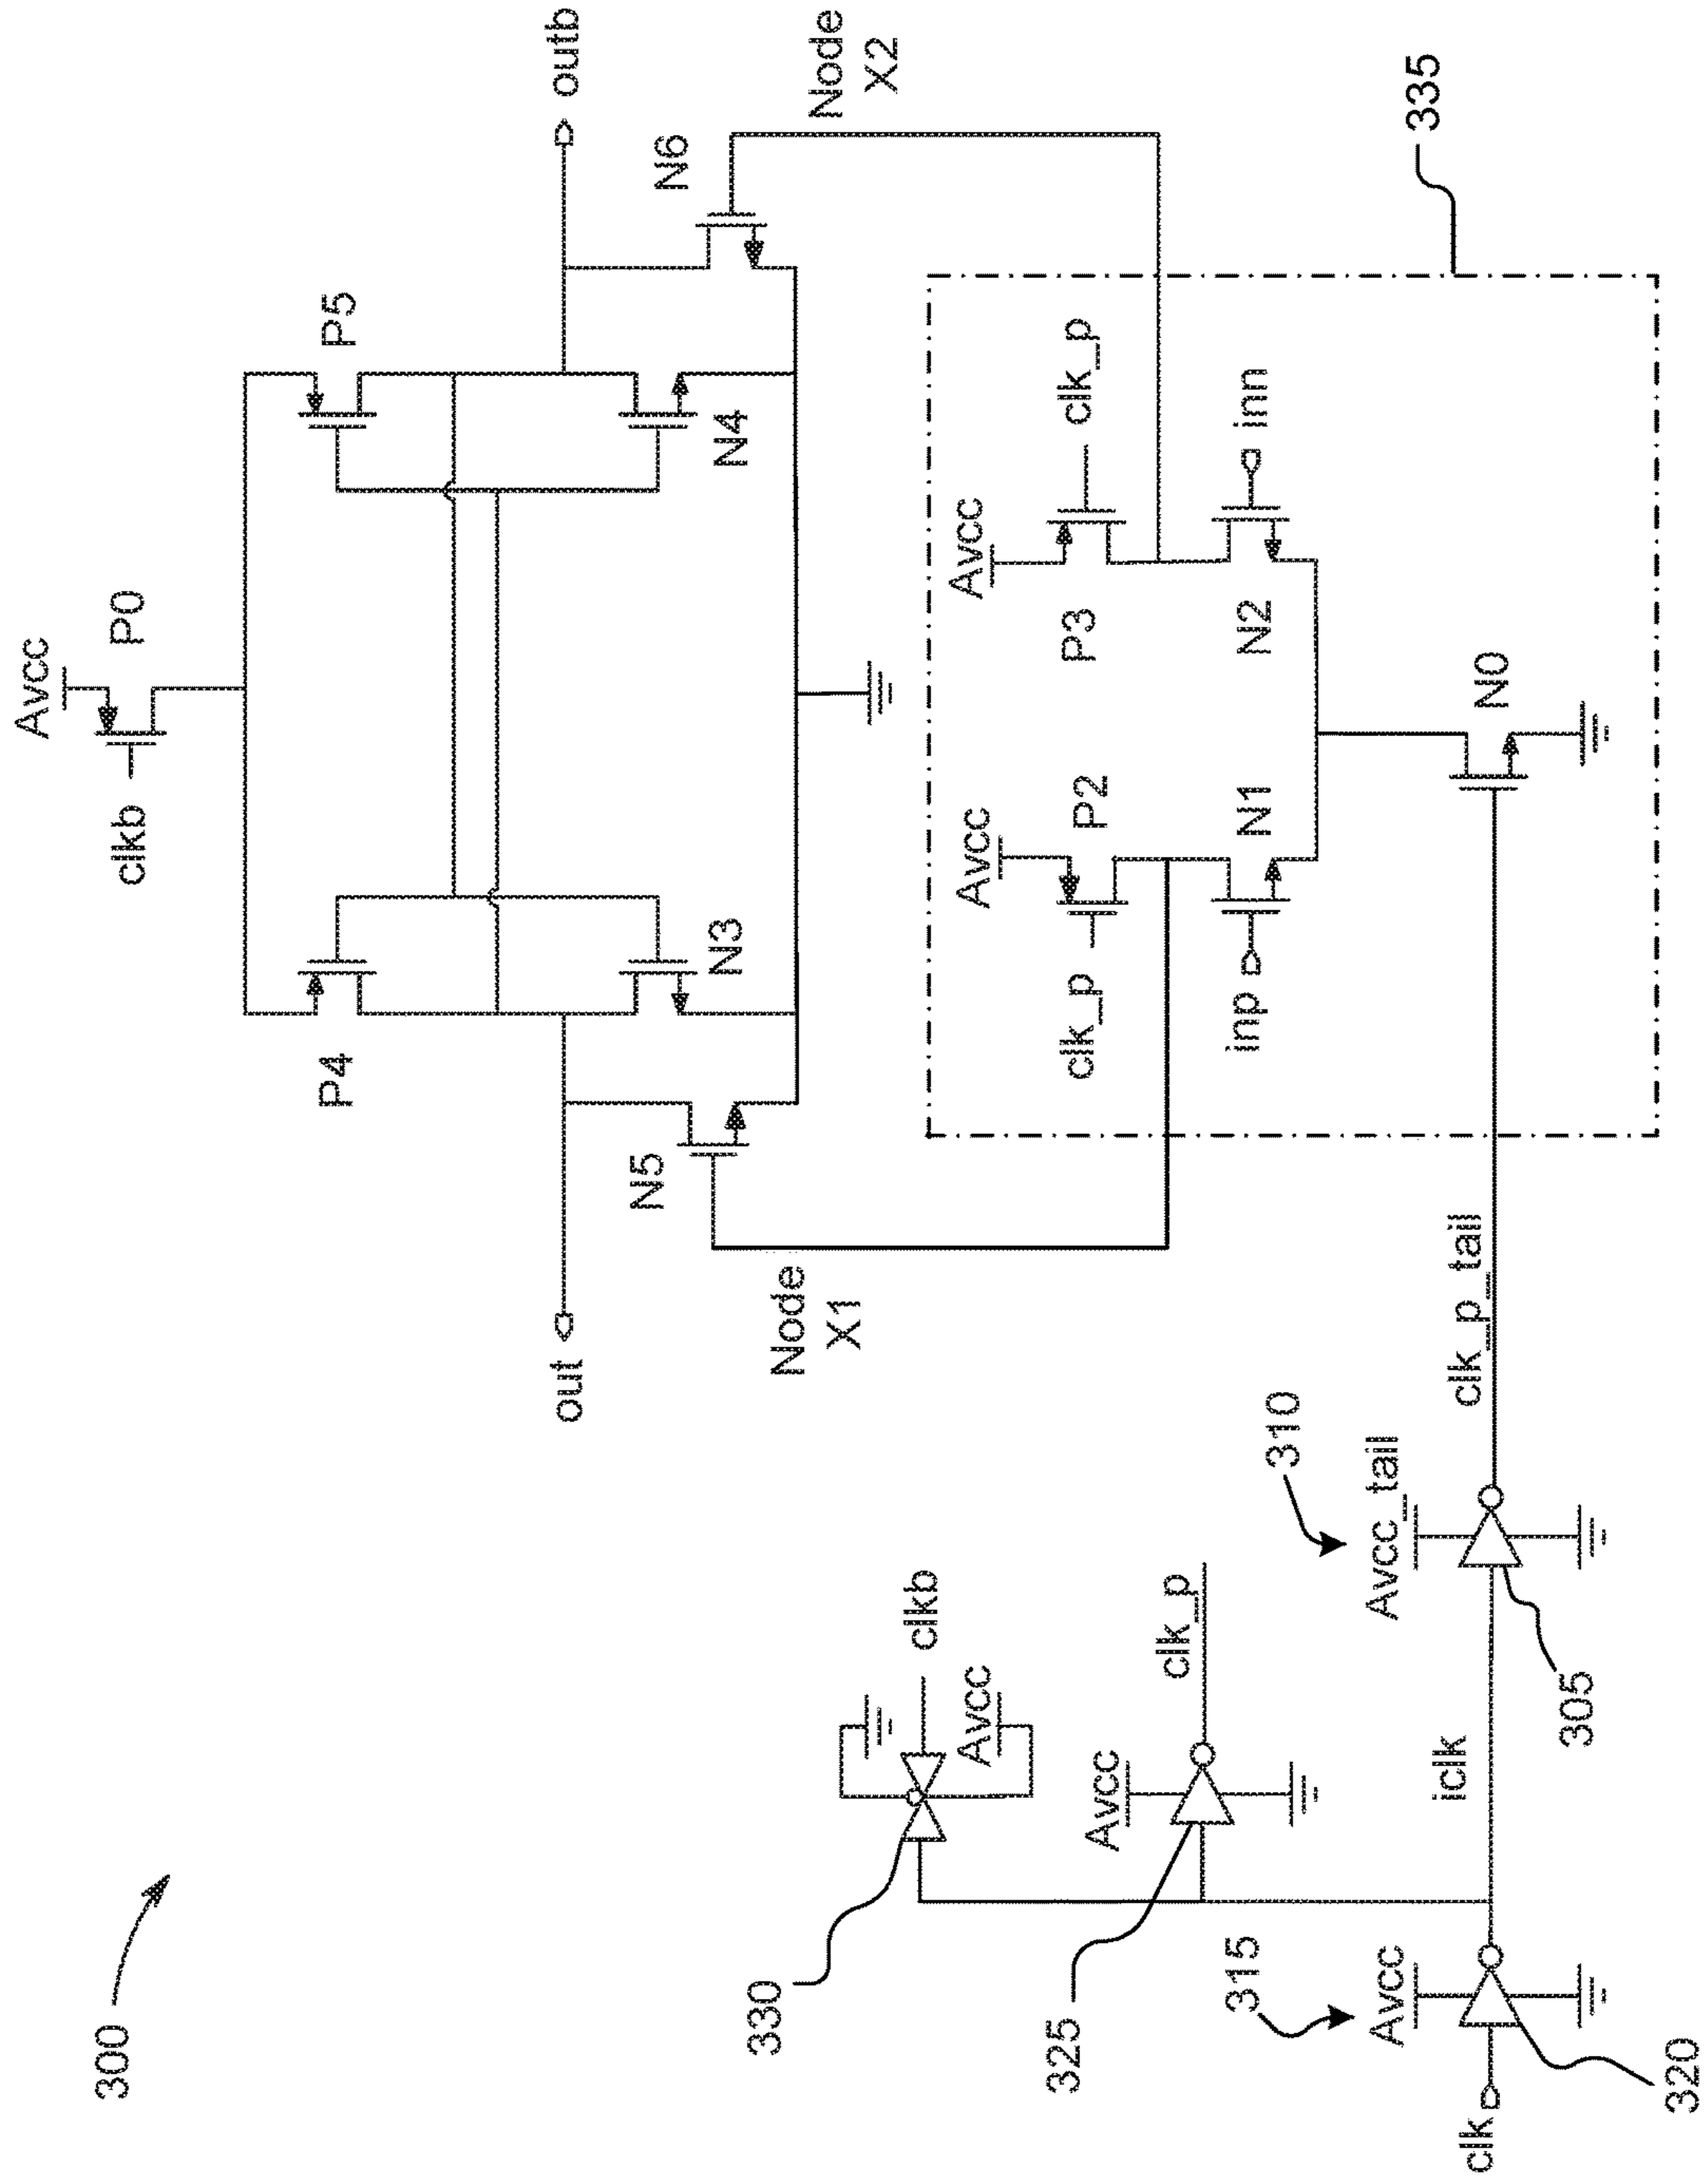 300
Avcc
P0
clkb
P4
P5
N3
N4
out
outb
N5
N6
Node
X1
Node
X2
Avcc
P2
clk_p
Avcc
P3
clk_p
inp
N1
N2
inn
N0
335
clk_p_tail
310
Avcc_tail
305
iclk
330
clkb
Avcc
325
Avcc
clk_p
315
Avcc
320
clk